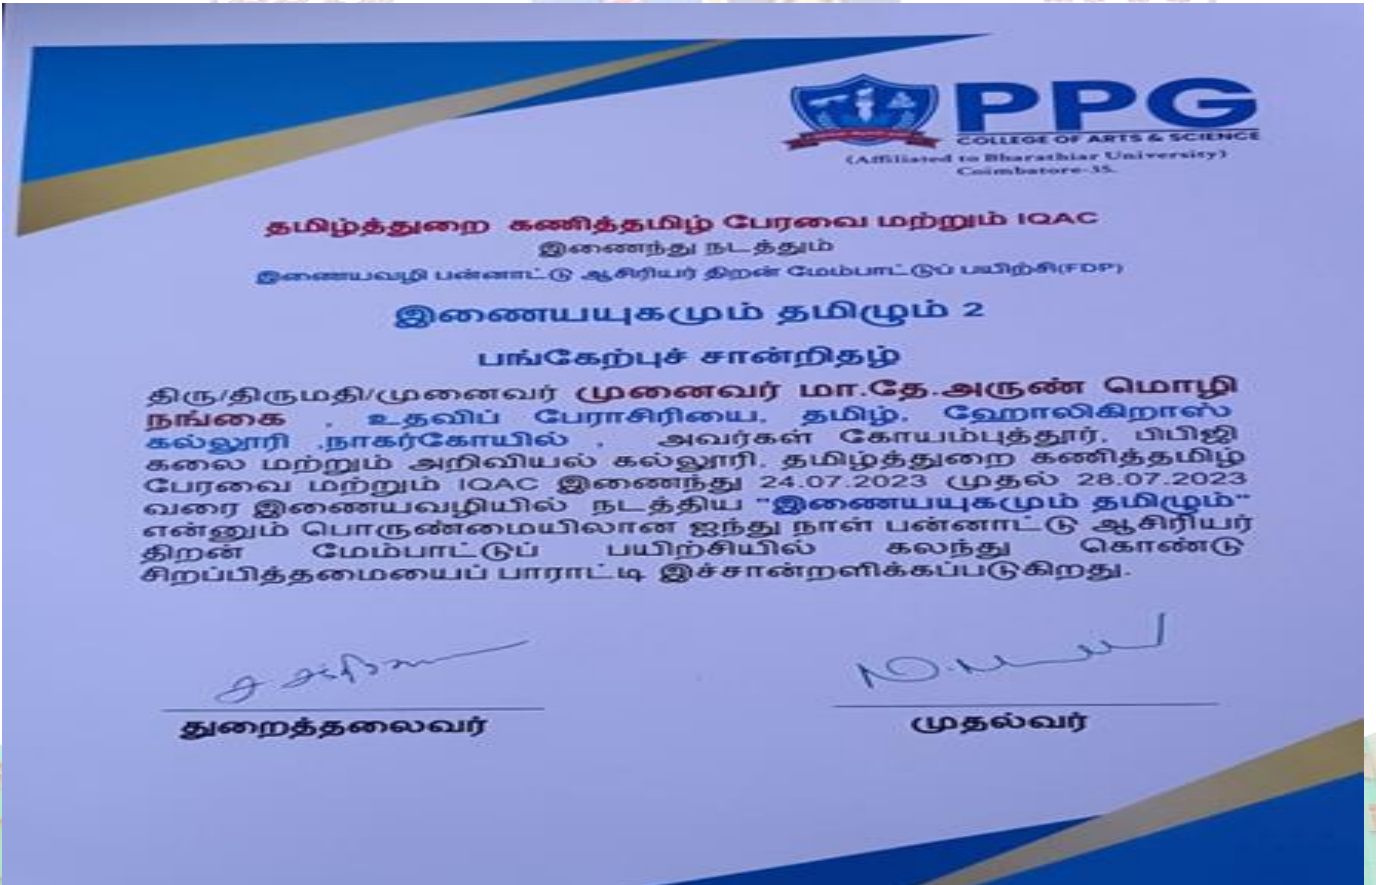 PPG
COLLEGE OF ARTS & SCIENCE
(Affiliated to Bharathiar University)
Coimbatore-35.
தமிழ்த்துறை கணித்தமிழ் பேரவை மற்றும் IQAC
இணைந்து நடத்தும்
இணையவழி பன்னாட்டு ஆசிரியர் திறன் மேம்பாட்டுப் பயிற்சி(FDP)
இணையயுகமும் தமிழும் 2
பங்கேற்புச் சான்றிதழ்
திரு/திருமதி/முனைவர் முனைவர் மா.தே.அருண் மொழி
நங்கை , உதவிப் பேராசிரியை, தமிழ், ஹோலிகிறாஸ்
கல்லூரி ,நாகர்கோயில் , அவர்கள் கோயம்புத்தூர், பிபிஜி
கலை மற்றும் அறிவியல் கல்லூரி, தமிழ்த்துறை கணித்தமிழ்
பேரவை மற்றும் IQAC இணைந்து 24.07.2023 முதல் 28.07.2023
வரை இணையவழியில் நடத்திய "இணையயுகமும் தமிழும்"
என்னும் பொருண்மையிலான ஐந்து நாள் பன்னாட்டு ஆசிரியர்
திறன் மேம்பாட்டுப் பயிற்சியில் கலந்து கொண்டு
சிறப்பித்தமையைப் பாராட்டி இச்சான்றளிக்கப்படுகிறது.
துறைத்தலைவர்
முதல்வர்